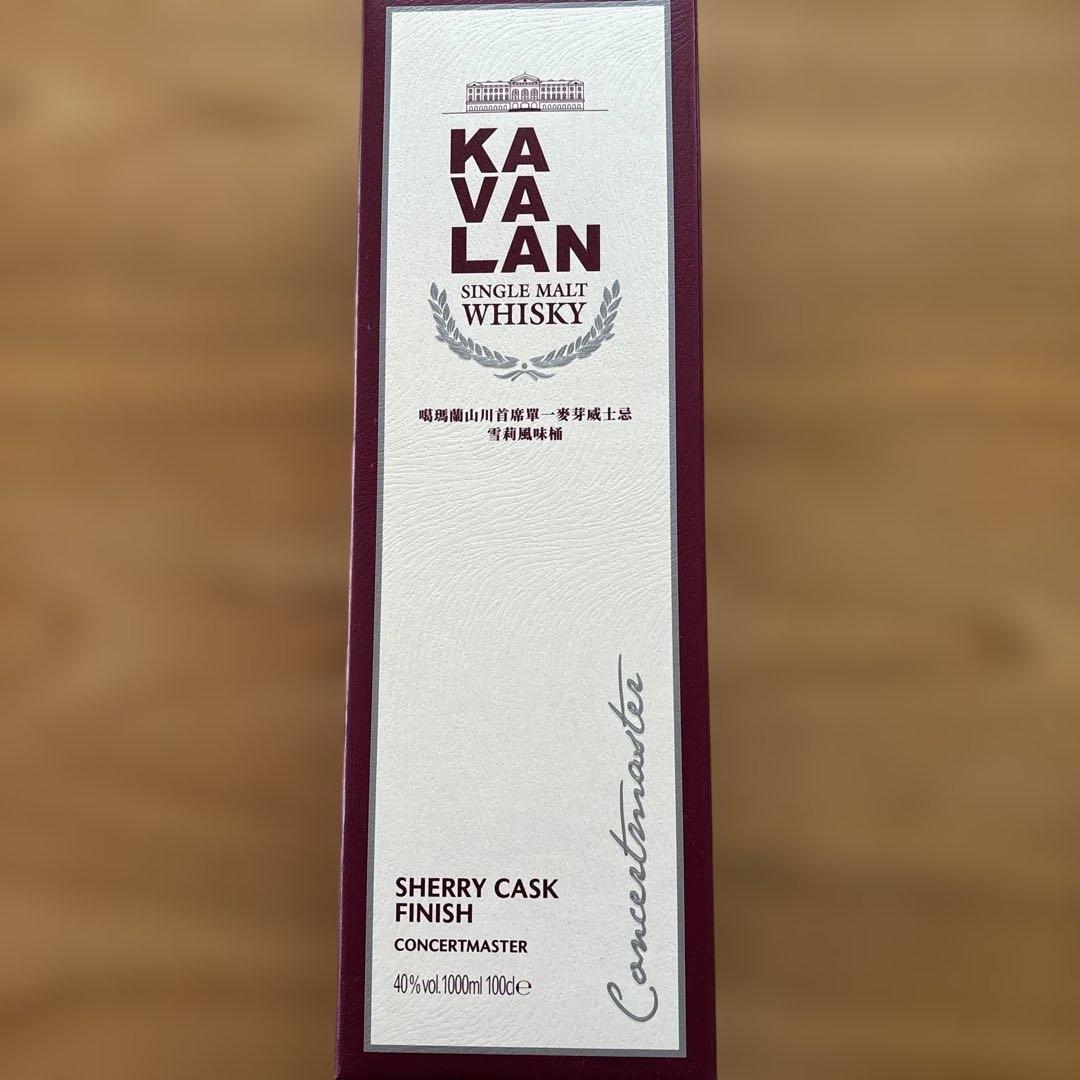 KA
VA
LAN
SINGLE MALT
WHISKY
噶瑪蘭山川首席單一麥芽威士忌
雪莉風味桶
Concertmaster
SHERRY CASK
FINISH
CONCERTMASTER
40%vol.1000ml 100cl℮